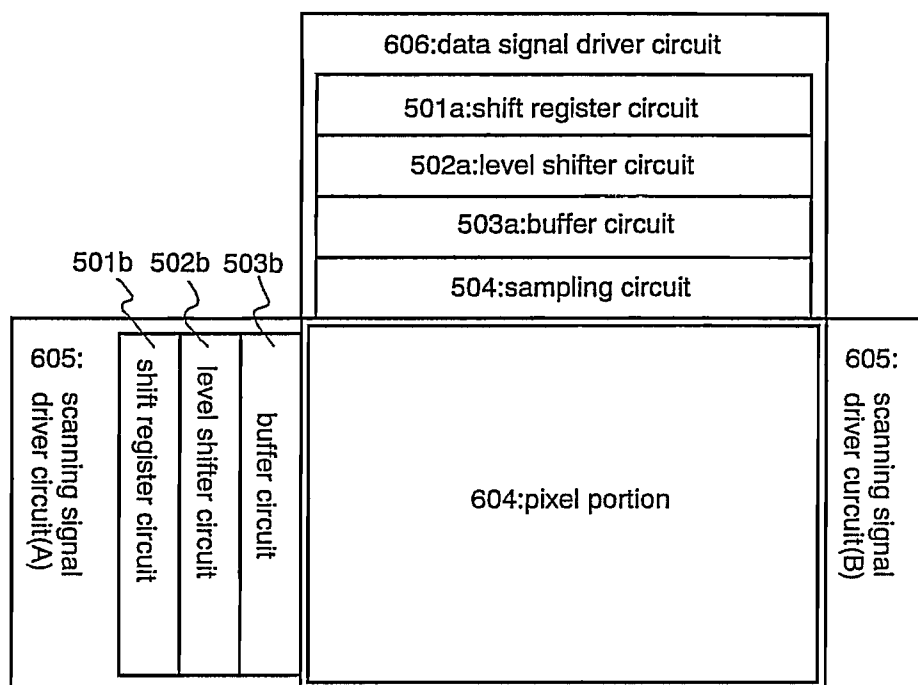 606:data signal driver circuit
501a:shift register circuit
502a:level shifter circuit
503a:buffer circuit
504:sampling circuit
501b 502b 503b
605:
scanning signal
driver circuit(A)
shift register circuit
level shifter circuit
buffer circuit
604:pixel portion
605:
scanning signal
driver curcuit(B)